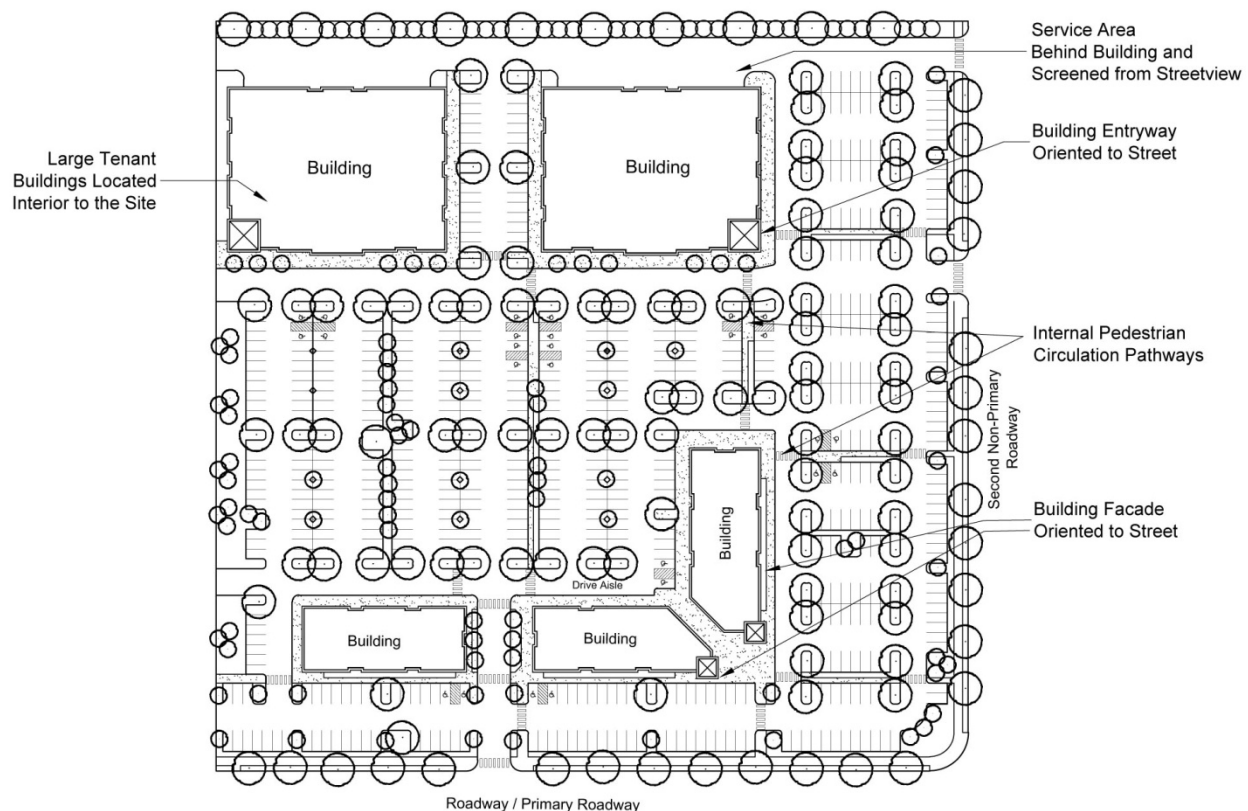 Service Area
Behind Building and
Screened from Streetview
Building Entryway
Oriented to Street
Large Tenant
Buildings Located
Interior to the Site
Building
Building
Internal Pedestrian
Circulation Pathways
Second Non-Primary
Roadway
Building
Building Facade
Oriented to Street
Drive Aisle
Building
Building
Roadway / Primary Roadway